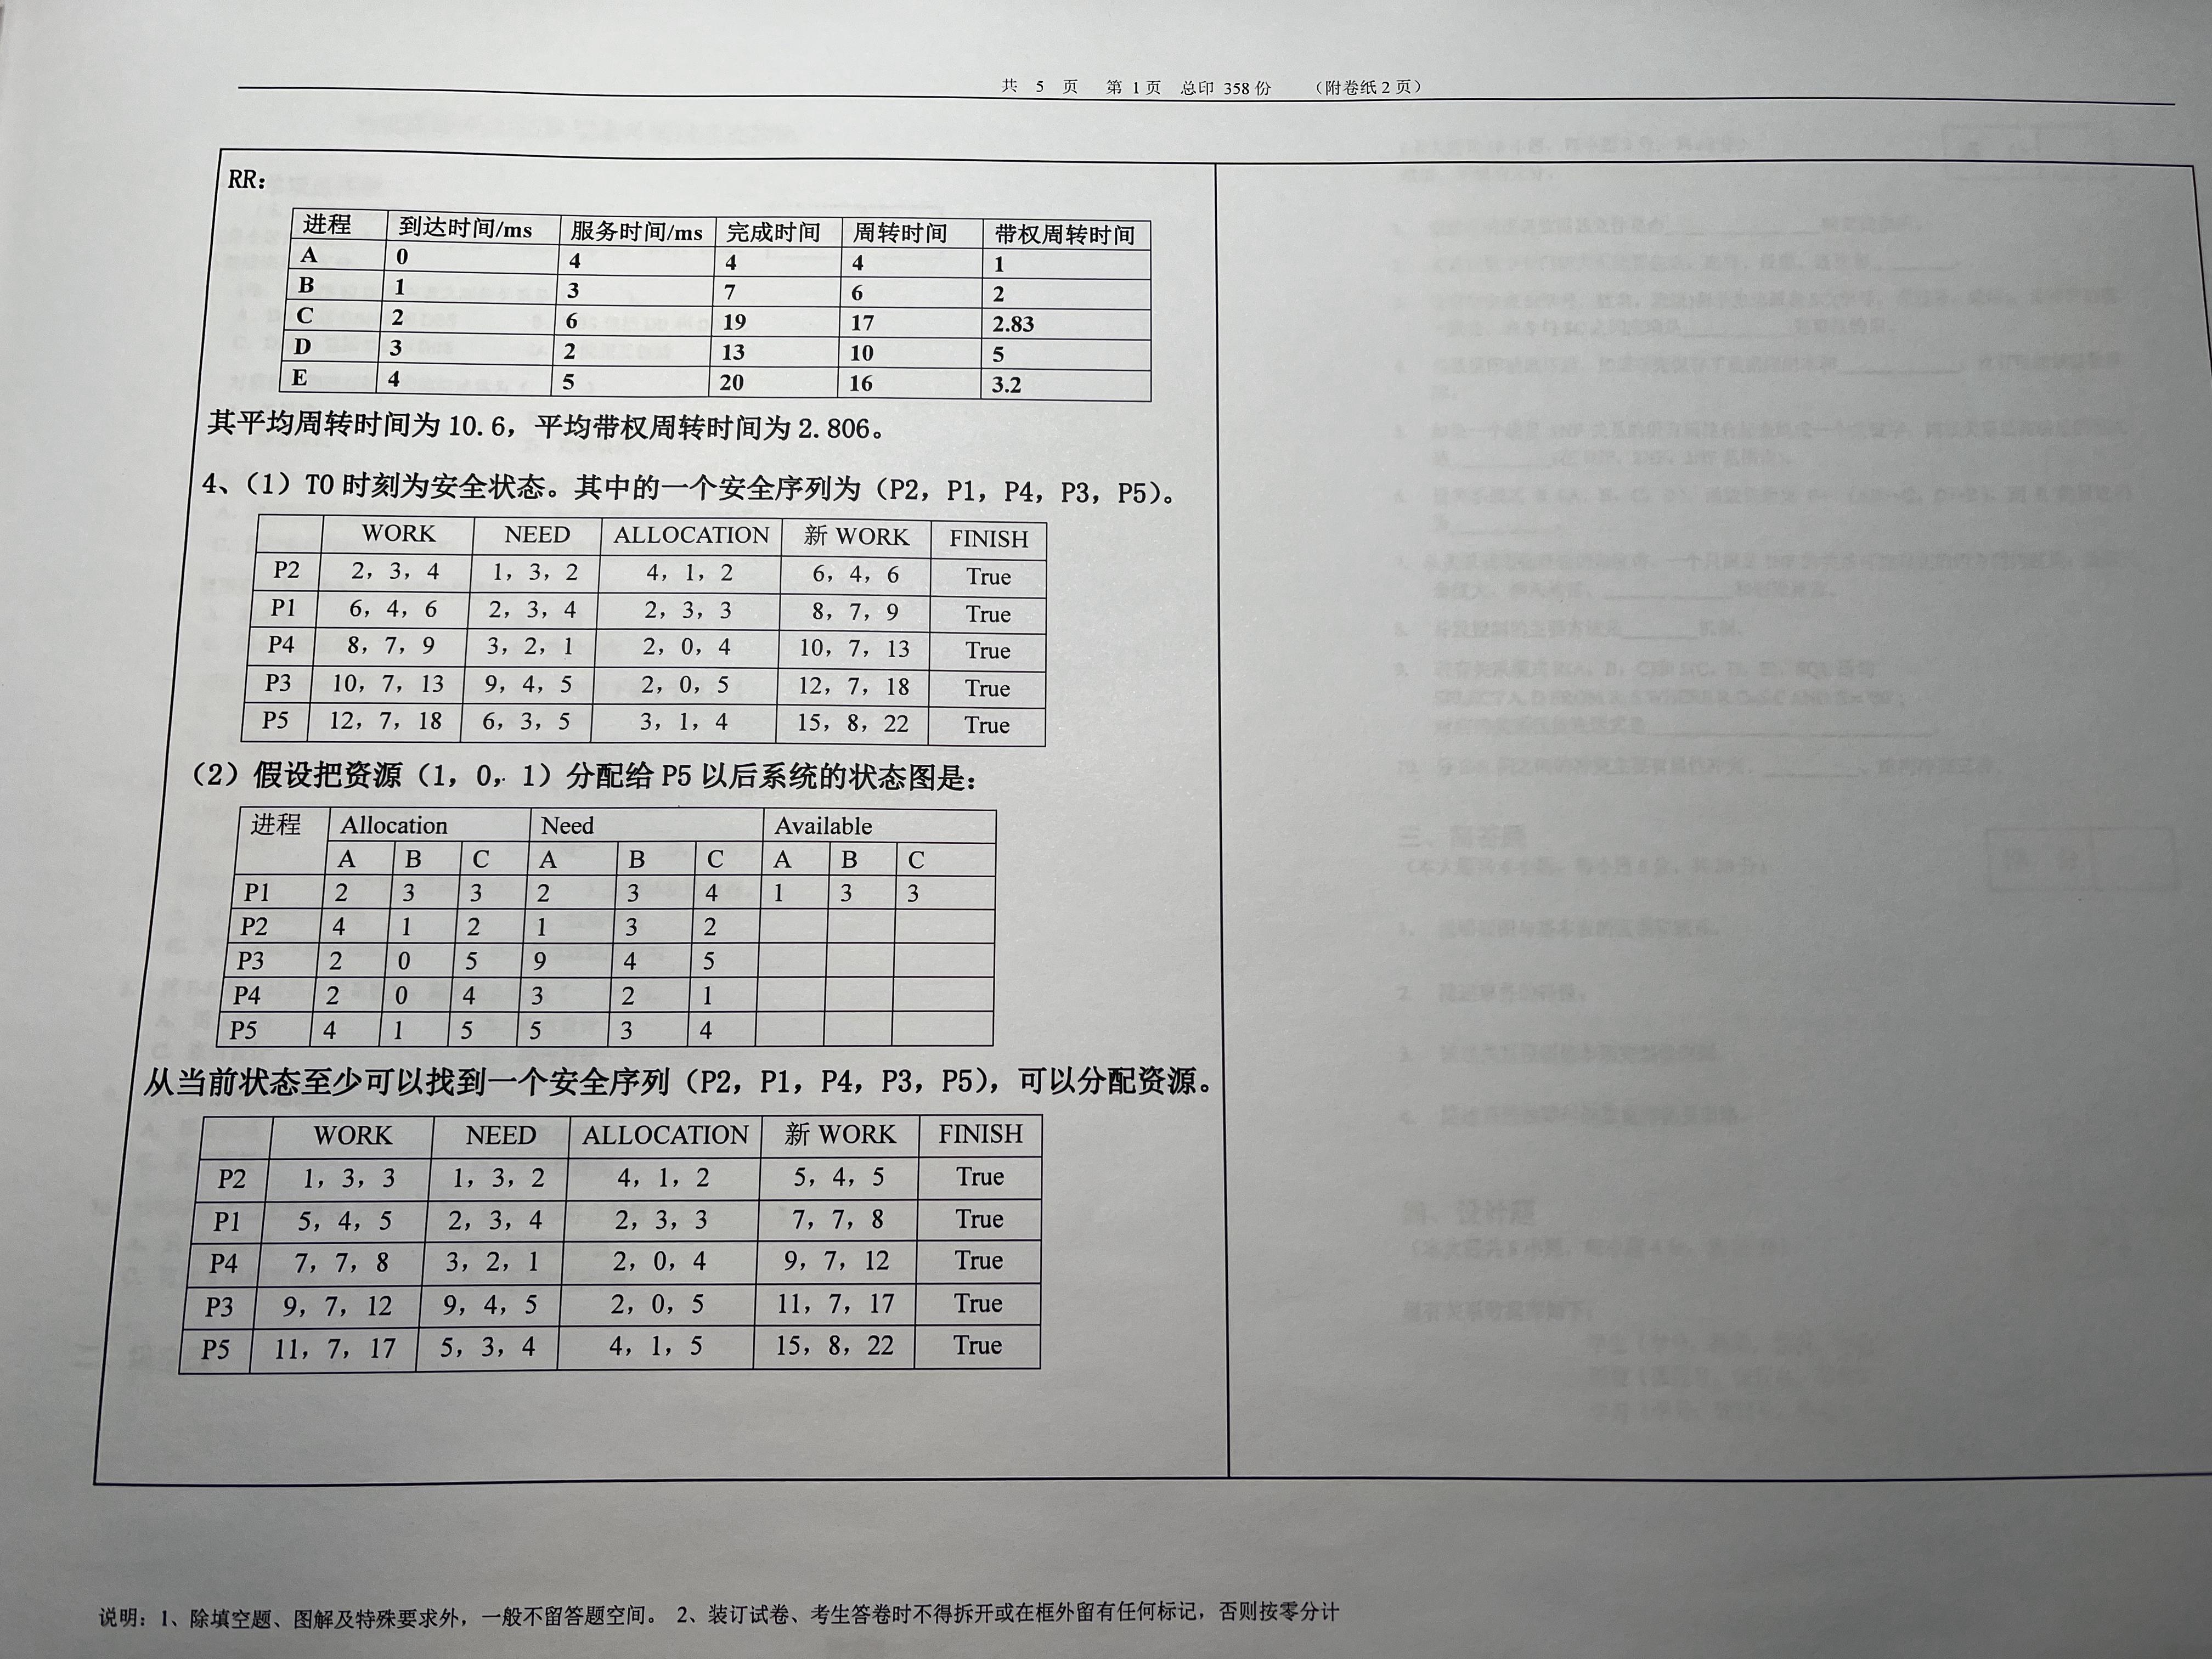 共 5 页 第 1 页 总印 358 份 （附卷纸 2 页）
RR：
进程 到达时间/ms 服务时间/ms 完成时间 周转时间 带权周转时间
A 0 4 4 4 1
B 1 3 7 6 2
C 2 6 19 17 2.83
D 3 2 13 10 5
E 4 5 20 16 3.2
其平均周转时间为 10.6，平均带权周转时间为 2.806。
4、（1）T0 时刻为安全状态。其中的一个安全序列为（P2，P1，P4，P3，P5）。
WORK NEED ALLOCATION 新 WORK FINISH
P2 2，3，4 1，3，2 4，1，2 6，4，6 True
P1 6，4，6 2，3，4 2，3，3 8，7，9 True
P4 8，7，9 3，2，1 2，0，4 10，7，13 True
P3 10，7，13 9，4，5 2，0，5 12，7，18 True
P5 12，7，18 6，3，5 3，1，4 15，8，22 True
（2）假设把资源（1，0，1）分配给 P5 以后系统的状态图是：
进程 Allocation Need Available
A B C A B C A B C
P1 2 3 3 2 3 4 1 3 3
P2 4 1 2 1 3 2
P3 2 0 5 9 4 5
P4 2 0 4 3 2 1
P5 4 1 5 5 3 4
从当前状态至少可以找到一个安全序列（P2，P1，P4，P3，P5），可以分配资源。
WORK NEED ALLOCATION 新 WORK FINISH
P2 1，3，3 1，3，2 4，1，2 5，4，5 True
P1 5，4，5 2，3，4 2，3，3 7，7，8 True
P4 7，7，8 3，2，1 2，0，4 9，7，12 True
P3 9，7，12 9，4，5 2，0，5 11，7，17 True
P5 11，7，17 5，3，4 4，1，5 15，8，22 True
说明：1、除填空题、图解及特殊要求外，一般不留答题空间。 2、装订试卷、考生答卷时不得拆开或在框外留有任何标记，否则按零分计